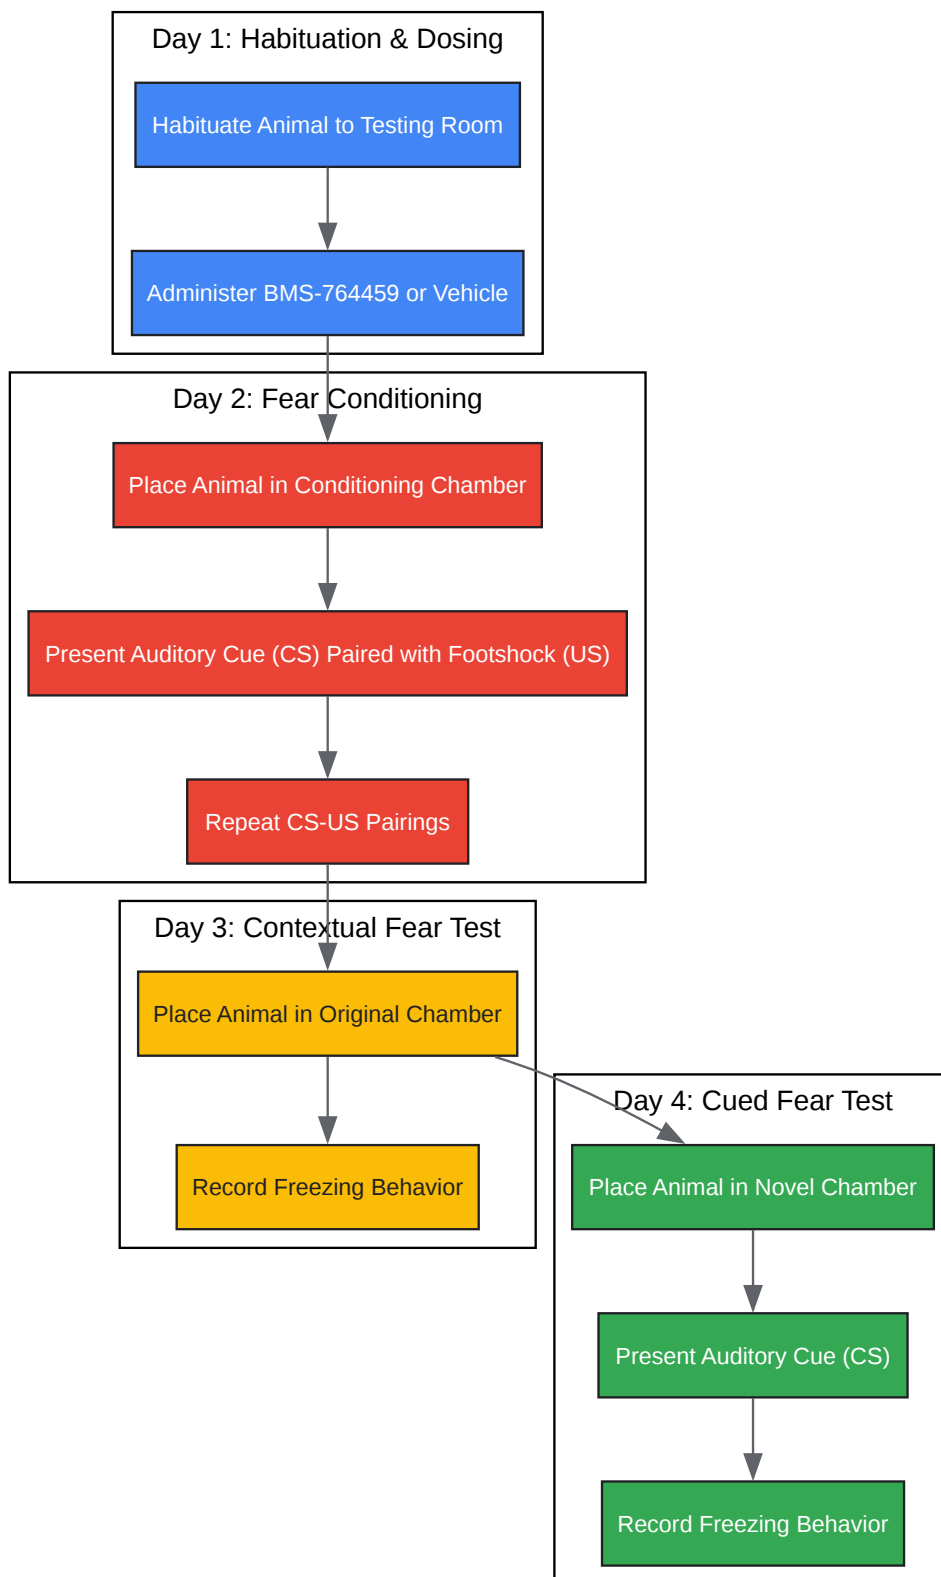 Day 1: Habituation & Dosing
Habituate Animal to Testing Room
Administer BMS-764459 or Vehicle
Day 2: Fear Conditioning
Place Animal in Conditioning Chamber
Present Auditory Cue (CS) Paired with Footshock (US)
Repeat CS-US Pairings
Day 3: Contextual Fear Test
Place Animal in Original Chamber
Record Freezing Behavior
Day 4: Cued Fear Test
Place Animal in Novel Chamber
Present Auditory Cue (CS)
Record Freezing Behavior